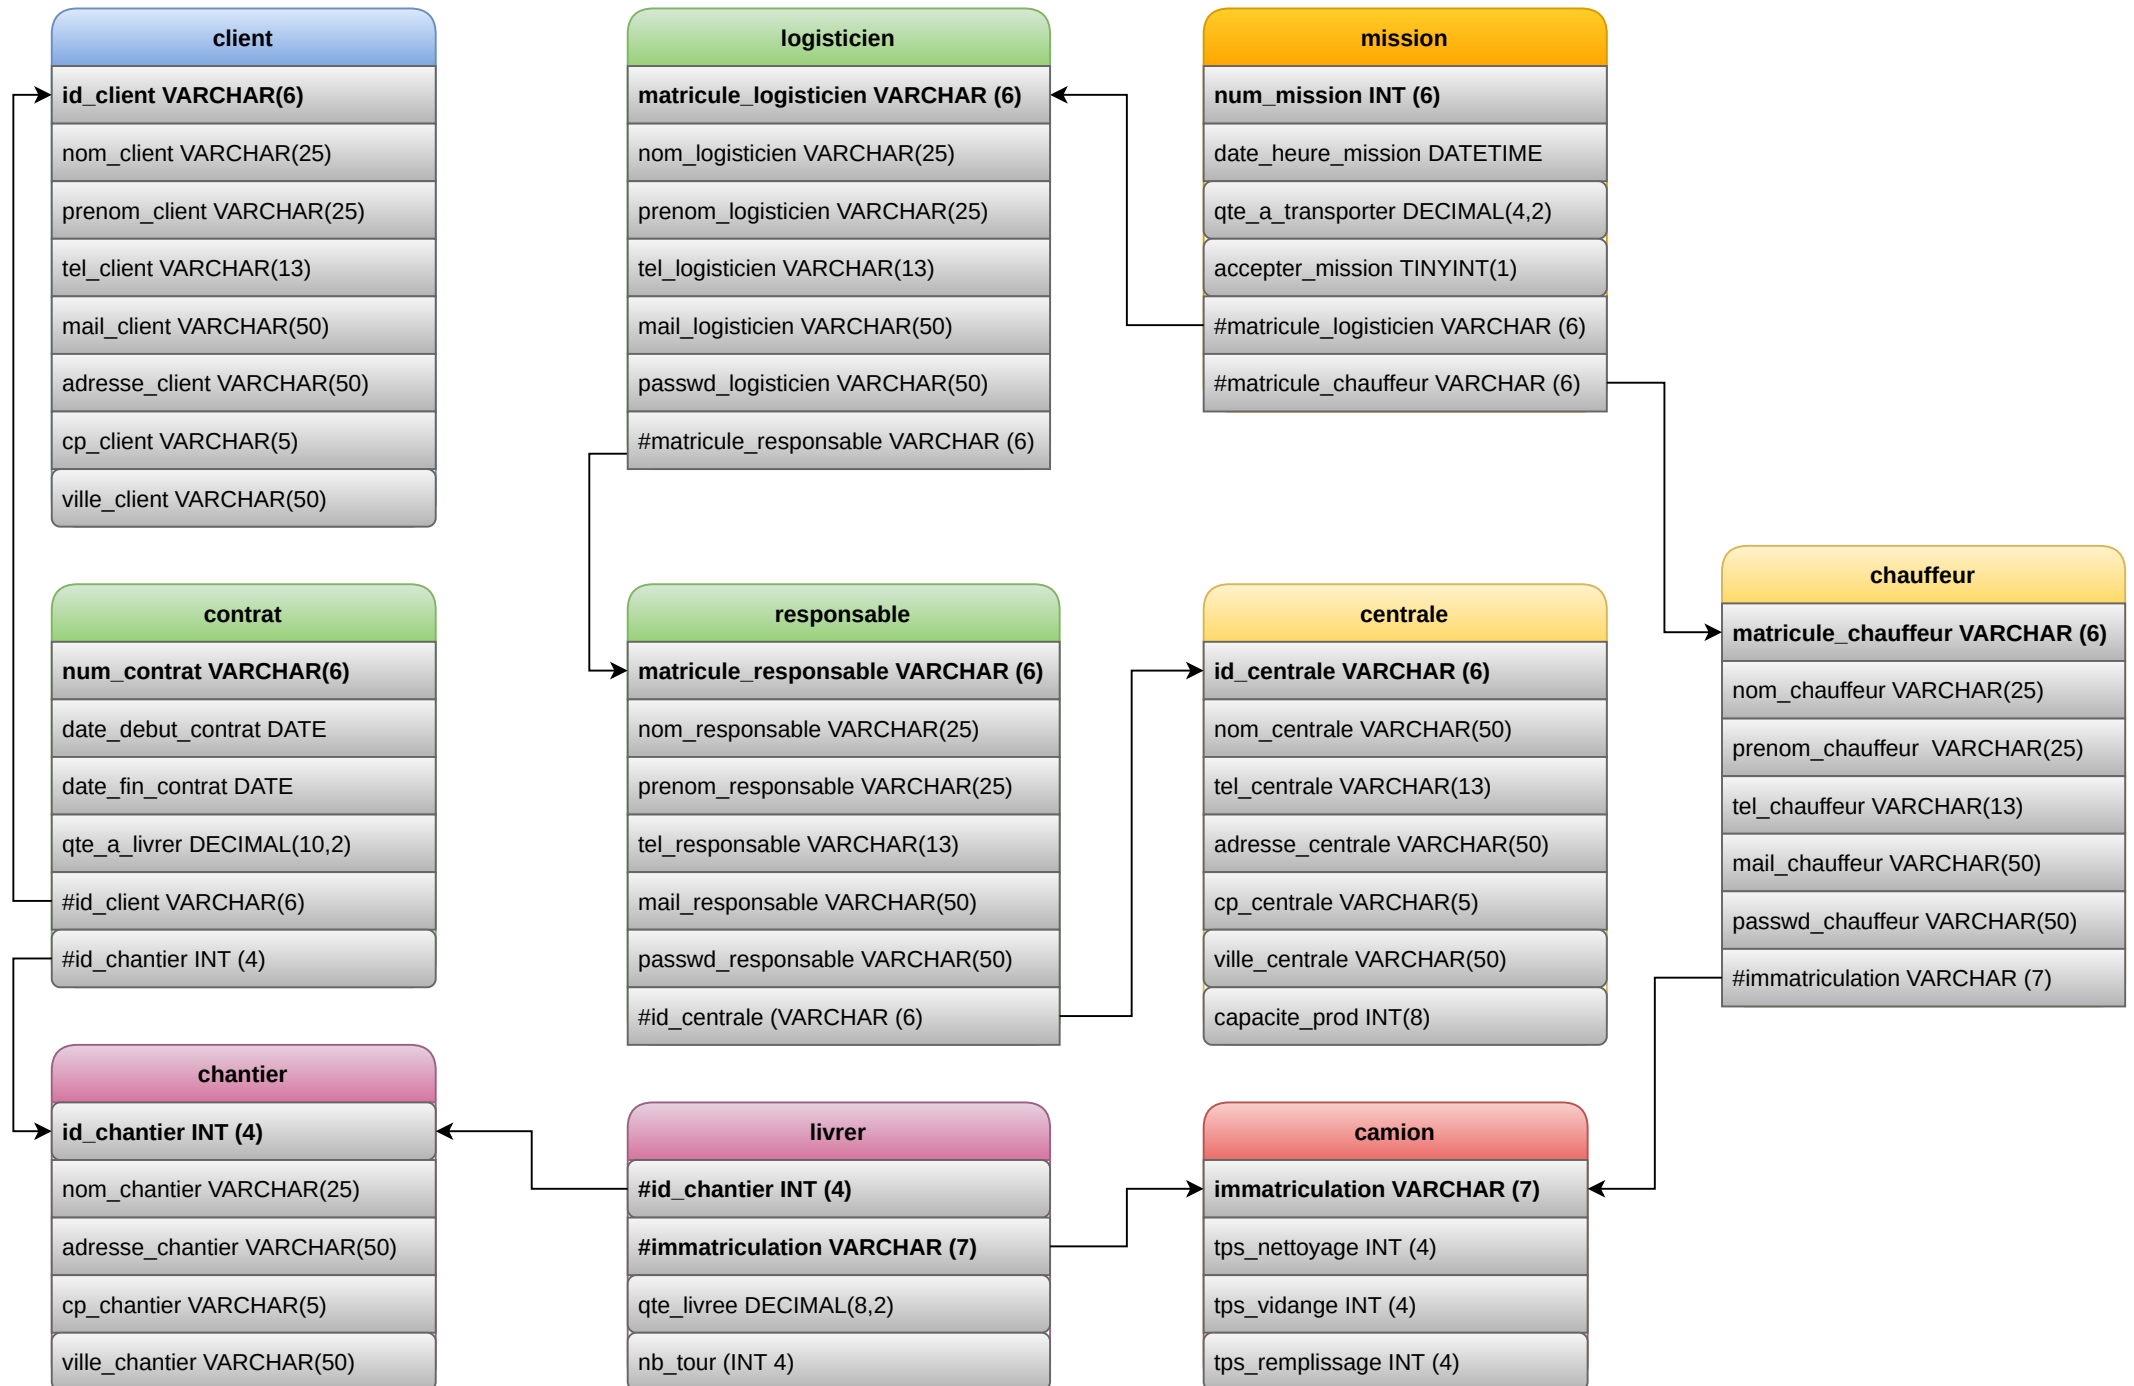 client
id_client VARCHAR(6)
nom_client VARCHAR(25)
prenom_client VARCHAR(25)
tel_client VARCHAR(13)
mail_client VARCHAR(50)
adresse_client VARCHAR(50)
cp_client VARCHAR(5)
ville_client VARCHAR(50)
logisticien
matricule_logisticien VARCHAR (6)
nom_logisticien VARCHAR(25)
prenom_logisticien VARCHAR(25)
tel_logisticien VARCHAR(13)
mail_logisticien VARCHAR(50)
passwd_logisticien VARCHAR(50)
#matricule_responsable VARCHAR (6)
mission
num_mission INT (6)
date_heure_mission DATETIME
qte_a_transporter DECIMAL(4,2)
accepter_mission TINYINT(1)
#matricule_logisticien VARCHAR (6)
#matricule_chauffeur VARCHAR (6)
contrat
num_contrat VARCHAR(6)
date_debut_contrat DATE
date_fin_contrat DATE
qte_a_livrer DECIMAL(10,2)
#id_client VARCHAR(6)
#id_chantier INT (4)
responsable
matricule_responsable VARCHAR (6)
nom_responsable VARCHAR(25)
prenom_responsable VARCHAR(25)
tel_responsable VARCHAR(13)
mail_responsable VARCHAR(50)
passwd_responsable VARCHAR(50)
#id_centrale (VARCHAR (6)
centrale
id_centrale VARCHAR (6)
nom_centrale VARCHAR(50)
tel_centrale VARCHAR(13)
adresse_centrale VARCHAR(50)
cp_centrale VARCHAR(5)
ville_centrale VARCHAR(50)
capacite_prod INT(8)
chauffeur
matricule_chauffeur VARCHAR (6)
nom_chauffeur VARCHAR(25)
prenom_chauffeur  VARCHAR(25)
tel_chauffeur VARCHAR(13)
mail_chauffeur VARCHAR(50)
passwd_chauffeur VARCHAR(50)
#immatriculation VARCHAR (7)
chantier
id_chantier INT (4)
nom_chantier VARCHAR(25)
adresse_chantier VARCHAR(50)
cp_chantier VARCHAR(5)
ville_chantier VARCHAR(50)
livrer
#id_chantier INT (4)
#immatriculation VARCHAR (7)
qte_livree DECIMAL(8,2)
nb_tour (INT 4)
camion
immatriculation VARCHAR (7)
tps_nettoyage INT (4)
tps_vidange INT (4)
tps_remplissage INT (4)